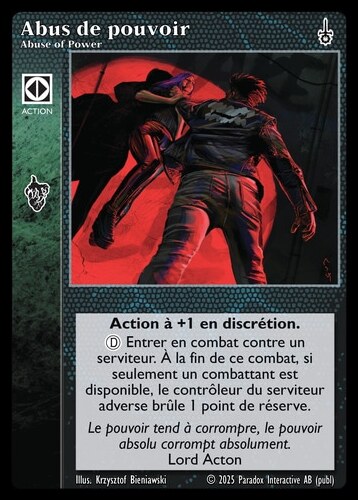 Abus de pouvoir
Abuse of Power
ACTION
Action à +1 en discrétion.
Ⓓ Entrer en combat contre un
serviteur. À la fin de ce combat, si
seulement un combattant est
disponible, le contrôleur du serviteur
adverse brûle 1 point de réserve.
Le pouvoir tend à corrompre, le pouvoir
absolu corrompt absolument.
Lord Acton
Illus. Krzysztof Bieniawski
© 2025 Paradox Interactive AB (publ)